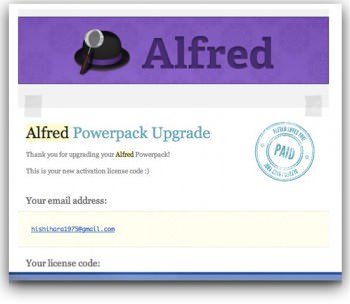 Alfred
Alfred Powerpack Upgrade
Thank you for upgrading your Alfred Powerpack!
This is your new activation license code :)
PAID
Your email address:
hishihara1975@gmail.com
Your license code: